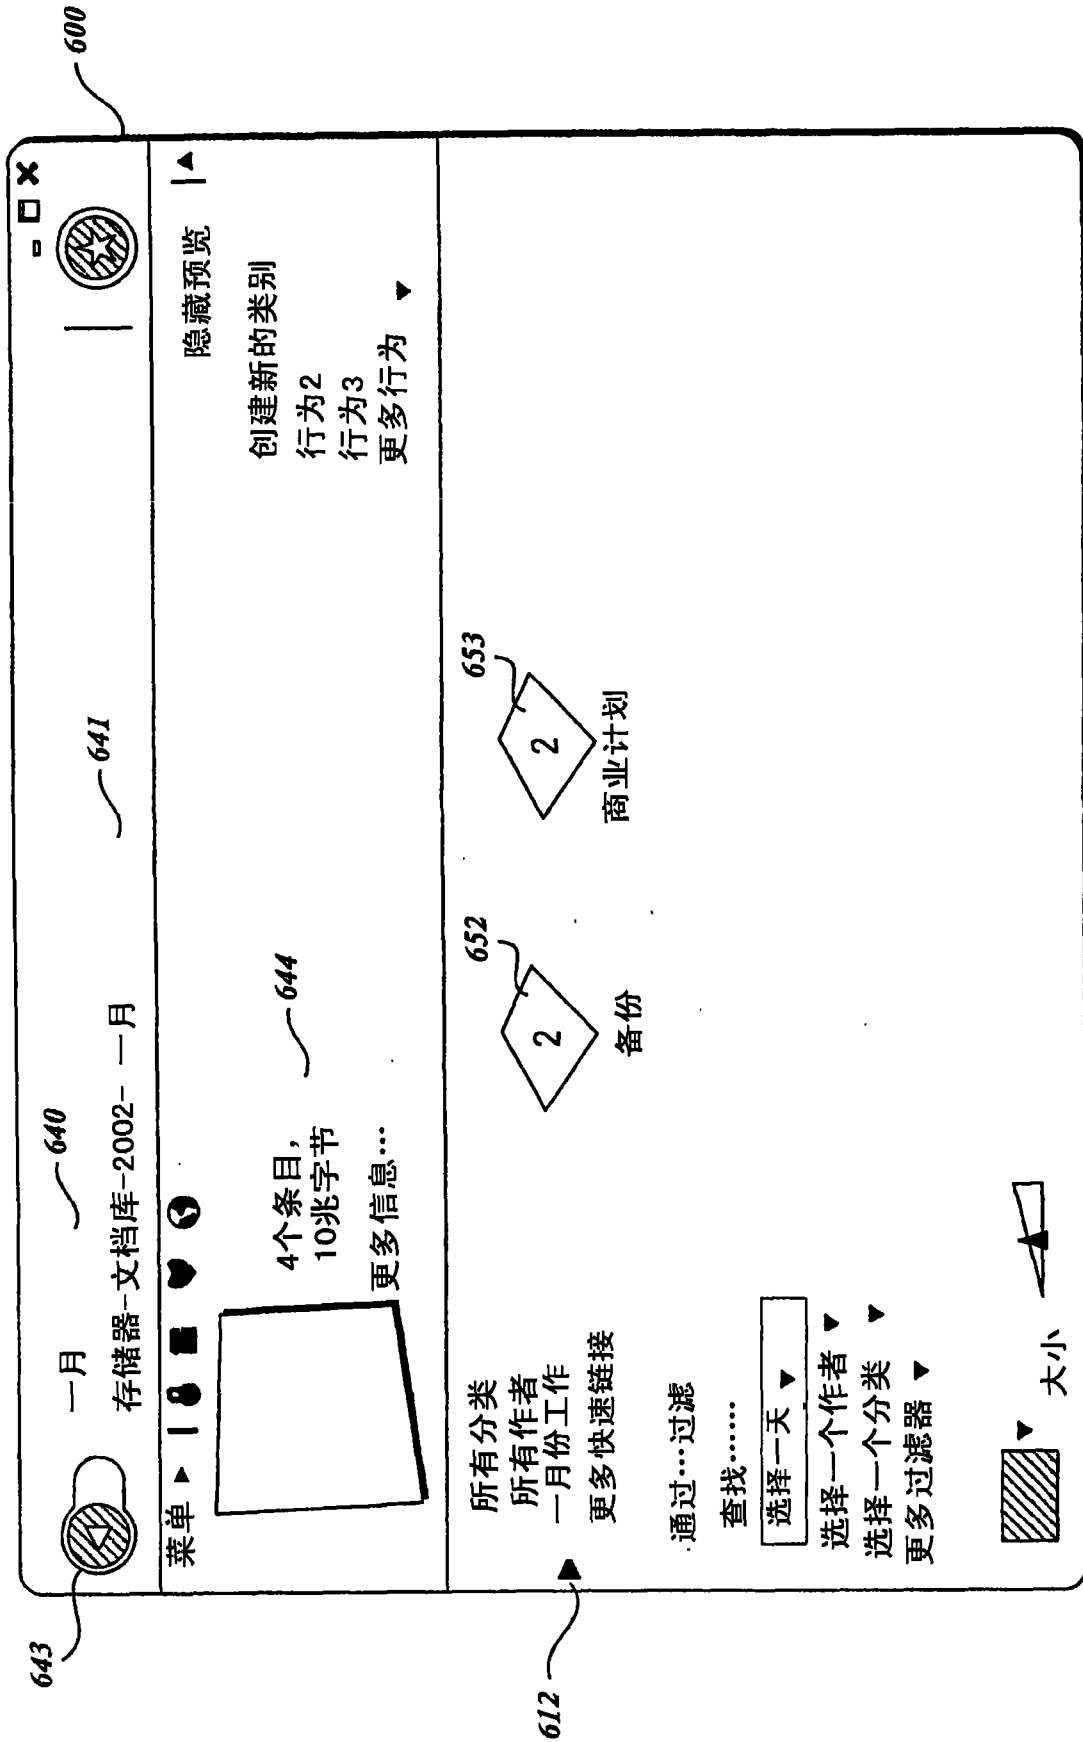 600
643
一月
640
641
存储器-文档库-2002- 一月
菜单
隐藏预览
4个条目，
10兆字节
更多信息…
644
创建新的类别
行为2
行为3
更多行为
所有分类
所有作者
一月份工作
更多快速链接
612
652
2
备份
653
2
商业计划
通过…过滤
查找……
选择一天
选择一个作者
选择一个分类
更多过滤器
大小